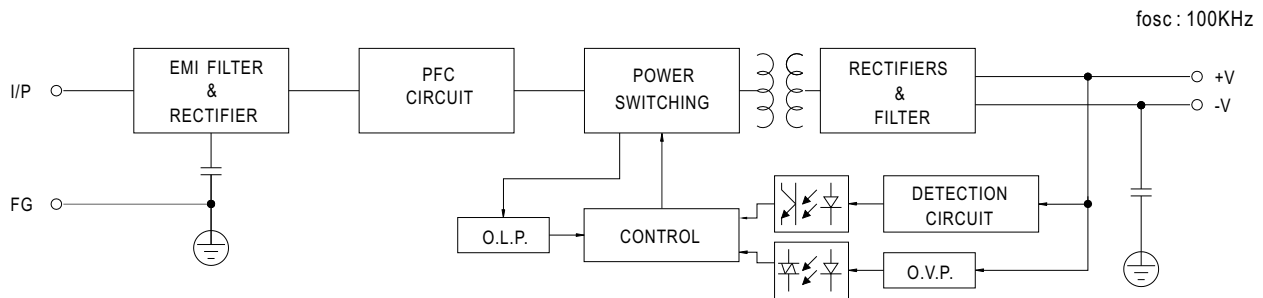 fosc : 100KHz
I/P
EMI FILTER
&
RECTIFIER
PFC
CIRCUIT
POWER
SWITCHING
RECTIFIERS
&
FILTER
+V
-V
FG
O.L.P.
CONTROL
DETECTION
CIRCUIT
O.V.P.